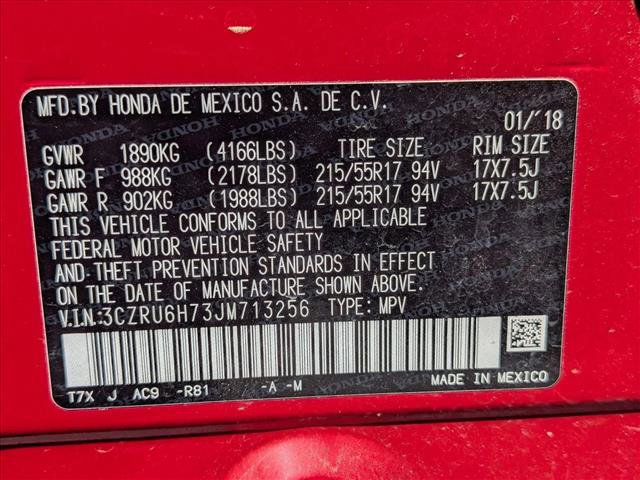 MFD.BY HONDA DE MEXICO S.A. DE C.V.
01/'18
GVWR 1890KG (4166LBS) TIRE SIZE RIM SIZE
GAWR F 988KG (2178LBS) 215/55R17 94V 17X7.5J
GAWR R 902KG (1988LBS) 215/55R17 94V 17X7.5J
THIS VEHICLE CONFORMS TO ALL APPLICABLE
FEDERAL MOTOR VEHICLE SAFETY
AND THEFT PREVENTION STANDARDS IN EFFECT
ON THE DATE OF MANUFACTURE SHOWN ABOVE.
V.I.N.:3CZRU6H73JM713256 TYPE: MPV
T7X J AC9 -R81 -A -M
MADE IN MEXICO